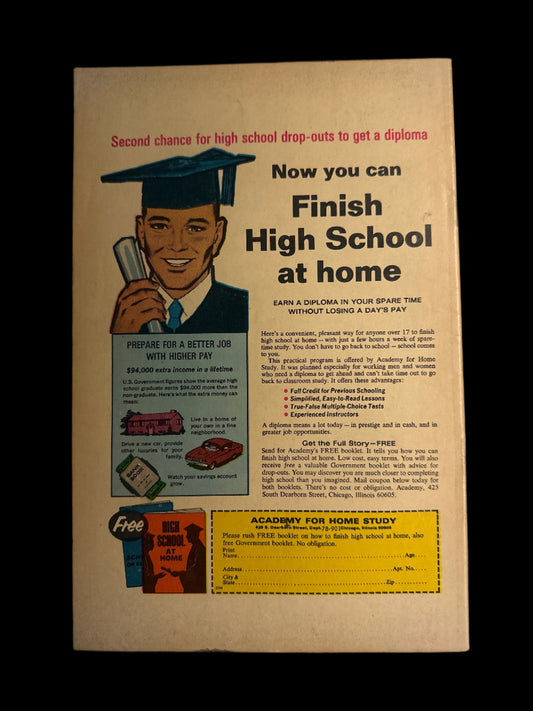 Second chance for high school drop-outs to get a diploma
Now you can
Finish
High School
at home
EARN A DIPLOMA IN YOUR SPARE TIME
WITHOUT LOSING A DAY'S PAY
Here's a convenient, pleasant way for anyone over 17 to finish
high school at home — with just a few hours a week of spare-
time study. You don't have to go back to school — school comes
to you.
This practical program is offered by Academy for Home
Study. It was planned especially for working men and women
who need a diploma to get ahead and can't take time out to go
back to classroom study. It offers these advantages:
• Full Credit for Previous Schooling
• Simplified, Easy-to-Read Lessons
• True-False Multiple-Choice Tests
• Experienced Instructors
A diploma means a lot today — in prestige and in cash, and in
greater job opportunities.
Get the Full Story—FREE
Send for Academy's FREE booklet. It tells you how you can
finish high school at home. Low cost, easy terms. You will also
receive free a valuable Government booklet with advice for
drop-outs. You may discover you are much closer to completing
high school than you imagined. Mail coupon below today for
both booklets. There's no cost or obligation. Academy, 425
South Dearborn Street, Chicago, Illinois 60605.
PREPARE FOR A BETTER JOB
WITH HIGHER PAY
$94,000 extra income in a lifetime
U.S. Government figures show the average high
school graduate earns $94,000 more than the
non-graduate. Here's what the extra money can
mean:
Live in a home of
your own in a fine
neighborhood.
Drive a new car, provide
other luxuries for your
family.
BANK
BOOK
Watch your savings account
grow.
Free
HIGH
SCHOOL
AT
HOME
ACADEMY FOR HOME STUDY
425 S. Dearborn Street, Dept. 78-907 Chicago, Illinois 60605
Please rush FREE booklet on how to finish high school at home, also
free Government booklet. No obligation.
Print
Name Age
Address Apt. No.
City &
State Zip